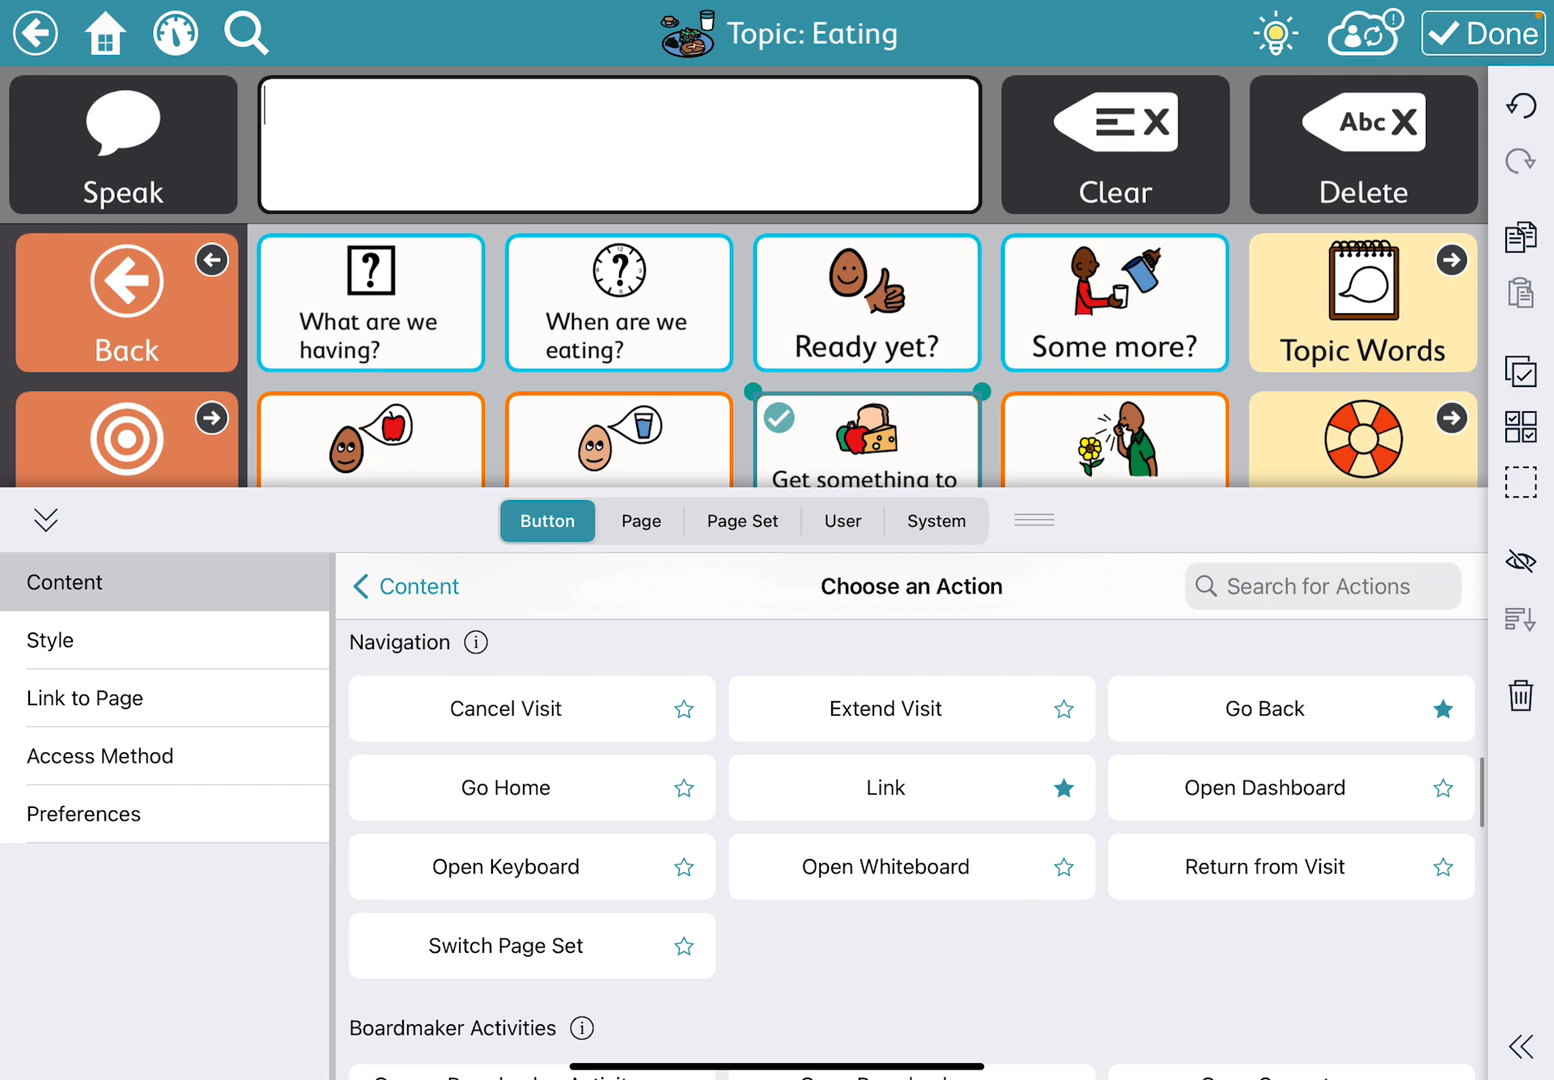 Topic: Eating
Done
Speak
Clear
Abc X
Delete
Back
What are we
having?
When are we
eating?
Ready yet?
Some more?
Topic Words
Get something to
Button
Page
Page Set
User
System
Content
Style
Link to Page
Access Method
Preferences
Content
Choose an Action
Search for Actions
Navigation
Cancel Visit
Extend Visit
Go Back
Go Home
Link
Open Dashboard
Open Keyboard
Open Whiteboard
Return from Visit
Switch Page Set
Boardmaker Activities